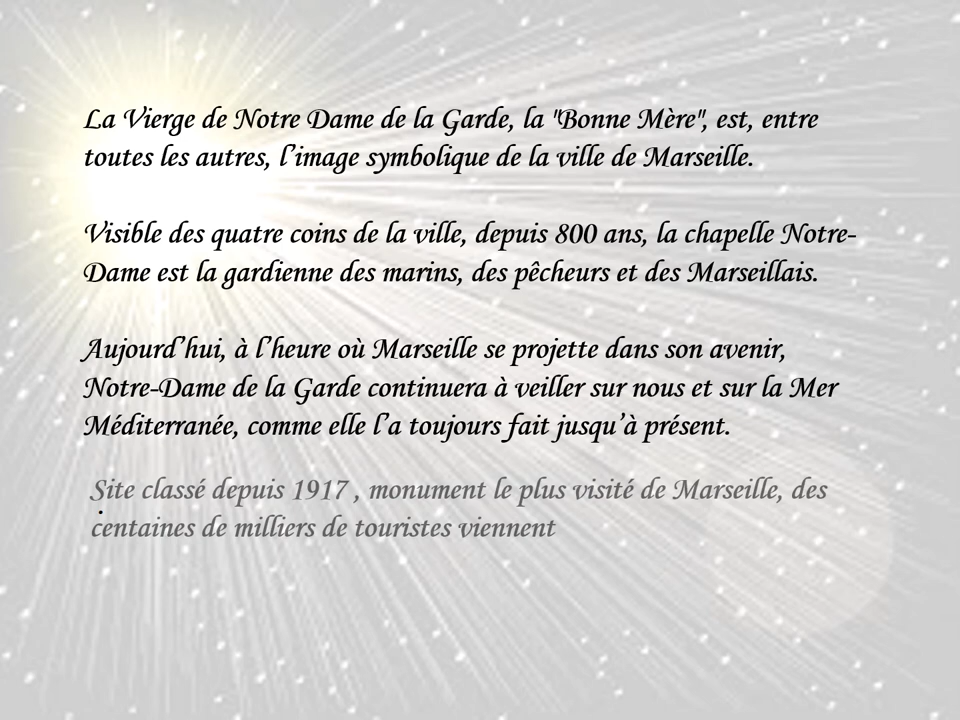 La Vierge de Notre Dame de la Garde, la "Bonne Mère", est, entre
toutes les autres, l’image symbolique de la ville de Marseille.
Visible des quatre coins de la ville, depuis 800 ans, la chapelle Notre-
Dame est la gardienne des marins, des pêcheurs et des Marseillais.
Aujourd’hui, à l’heure où Marseille se projette dans son avenir,
Notre-Dame de la Garde continuera à veiller sur nous et sur la Mer
Méditerranée, comme elle l’a toujours fait jusqu’à présent.
Site classé depuis 1917 , monument le plus visité de Marseille, des
.
centaines de milliers de touristes viennent